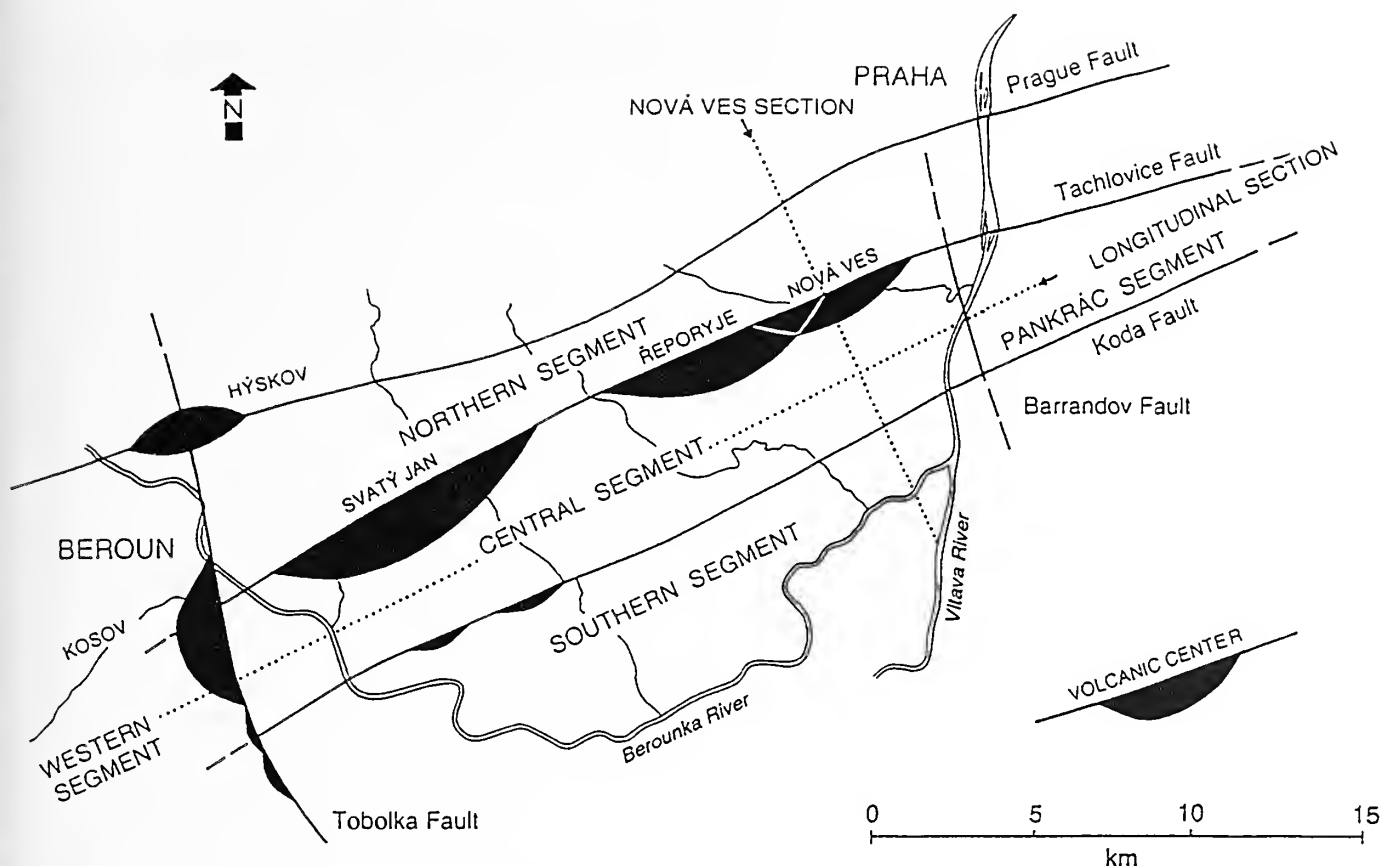 N
PRAHA
Prague Fault
NOVÁ VES SECTION
Tachlovice Fault
LONGITUDINAL SECTION
PANKRÁC SEGMENT
Koda Fault
Barrandov Fault
NOVÁ VES
ŘEPORYJE
NORTHERN SEGMENT
HÝSKOV
SVATÝ JAN
CENTRAL SEGMENT
BEROUN
SOUTHERN SEGMENT
Vltava River
KOSOV
Berounka River
WESTERN
SEGMENT
Tobolka Fault
VOLCANIC CENTER
0 5 10 15
km